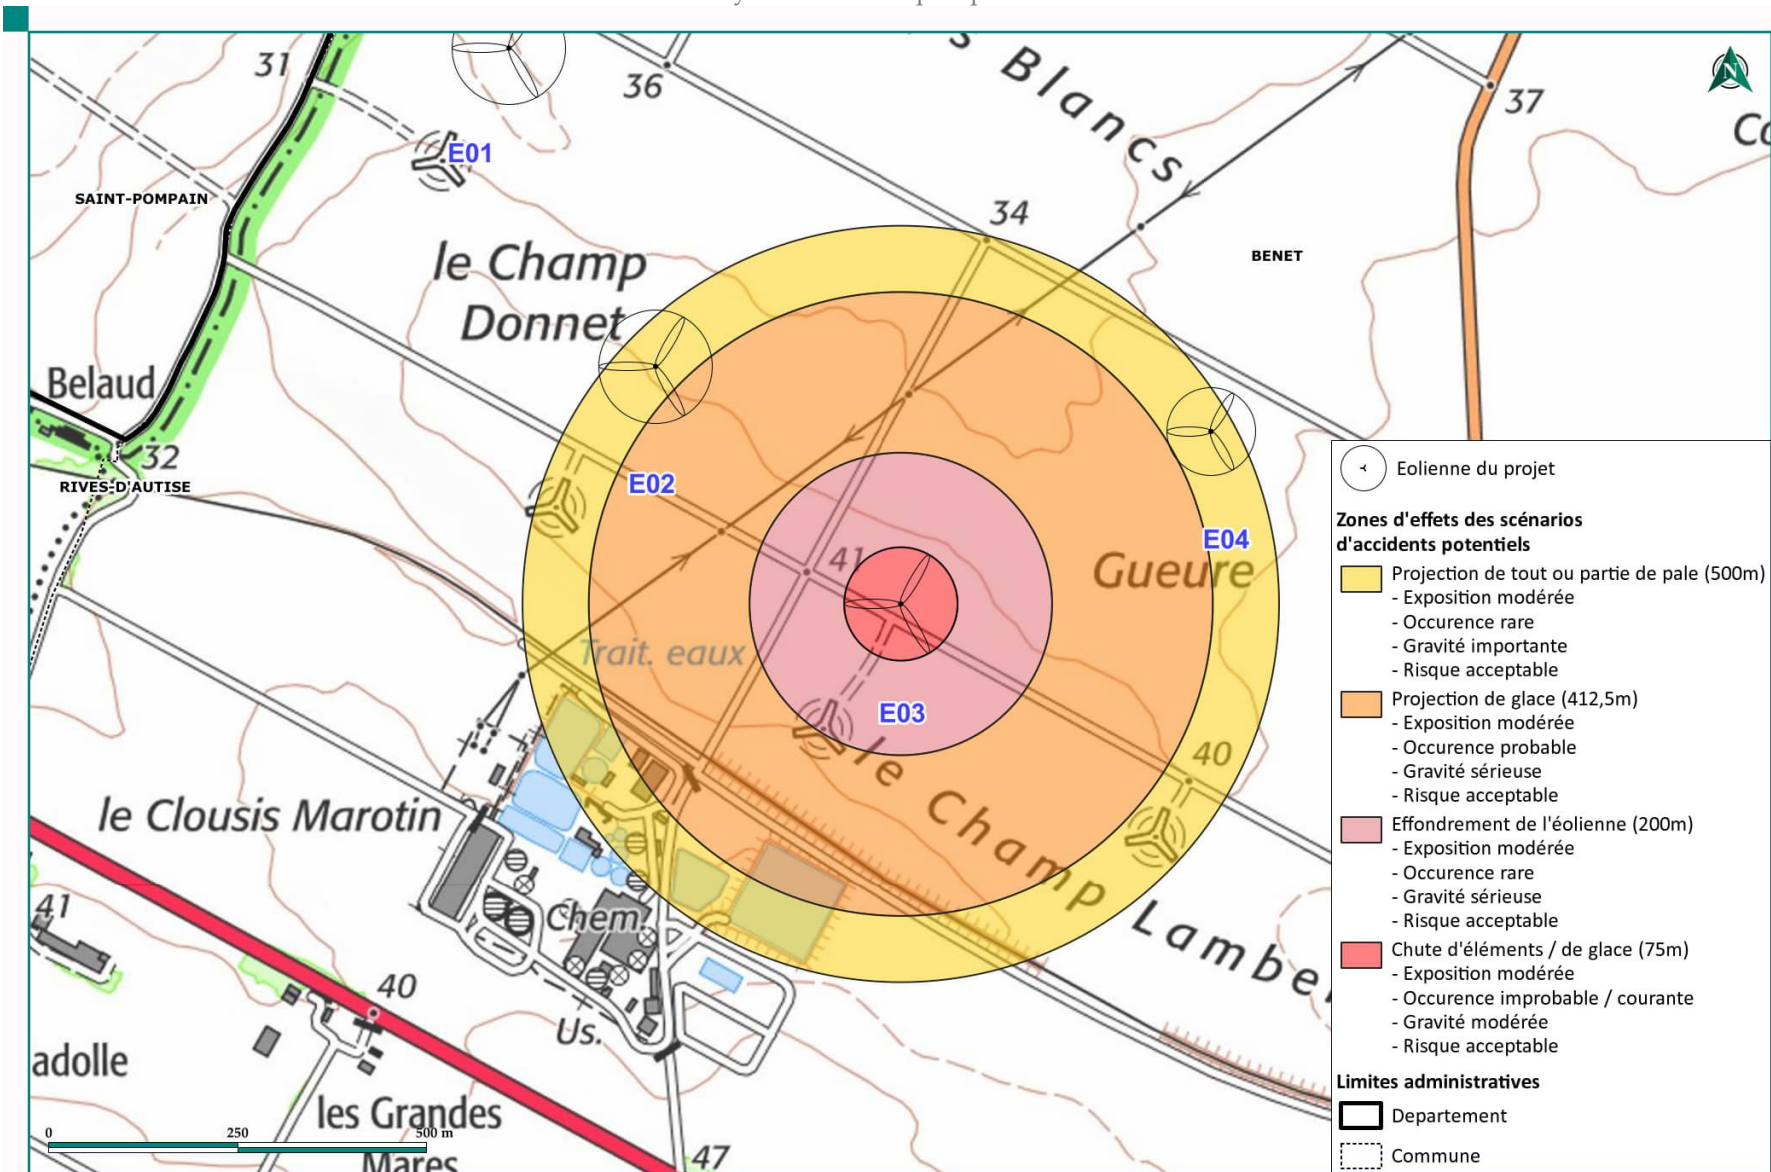 31
36
s Blancs
37
N
Co
E01
SAINT-POMPAIN
34
BENET
le Champ
Donnet
Belaud
32
RIVES-D'AUTISE
E02
E04
41
Gueure
Trait. eaux
E03
le Champ Lamber
40
le Clousis Marotin
41
Chem.
40
Us.
adolle
les Grandes
Mares
47
0 250 500 m
Eolienne du projet
Zones d'effets des scénarios
d'accidents potentiels
Projection de tout ou partie de pale (500m)
- Exposition modérée
- Occurence rare
- Gravité importante
- Risque acceptable
Projection de glace (412,5m)
- Exposition modérée
- Occurence probable
- Gravité sérieuse
- Risque acceptable
Effondrement de l'éolienne (200m)
- Exposition modérée
- Occurence rare
- Gravité sérieuse
- Risque acceptable
Chute d'éléments / de glace (75m)
- Exposition modérée
- Occurence improbable / courante
- Gravité modérée
- Risque acceptable
Limites administratives
Departement
Commune